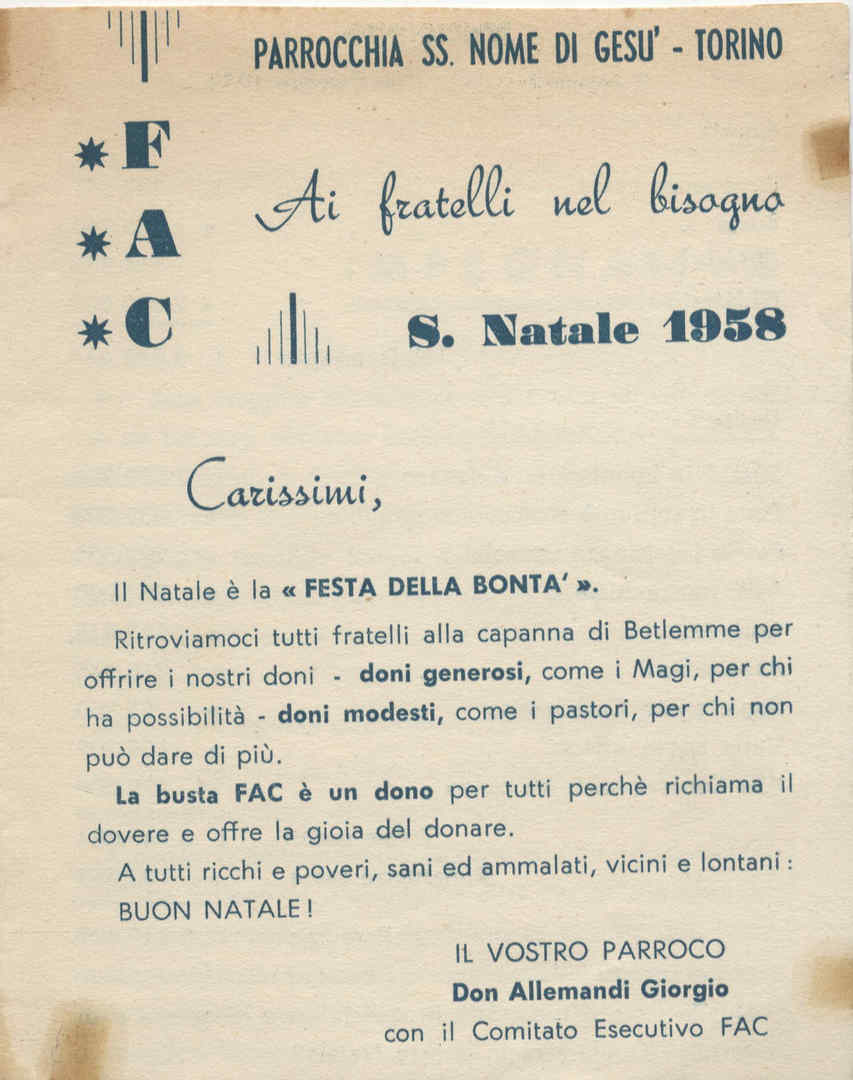 PARROCCHIA SS. NOME DI GESU' - TORINO
F
A
C
Ai fratelli nel bisogno
S. Natale 1958
Carissimi,
Il Natale è la « FESTA DELLA BONTA' ».
Ritroviamoci tutti fratelli alla capanna di Betlemme per
offrire i nostri doni - doni generosi, come i Magi, per chi
ha possibilità - doni modesti, come i pastori, per chi non
può dare di più.
La busta FAC è un dono per tutti perchè richiama il
dovere e offre la gioia del donare.
A tutti ricchi e poveri, sani ed ammalati, vicini e lontani :
BUON NATALE !
IL VOSTRO PARROCO
Don Allemandi Giorgio
con il Comitato Esecutivo FAC